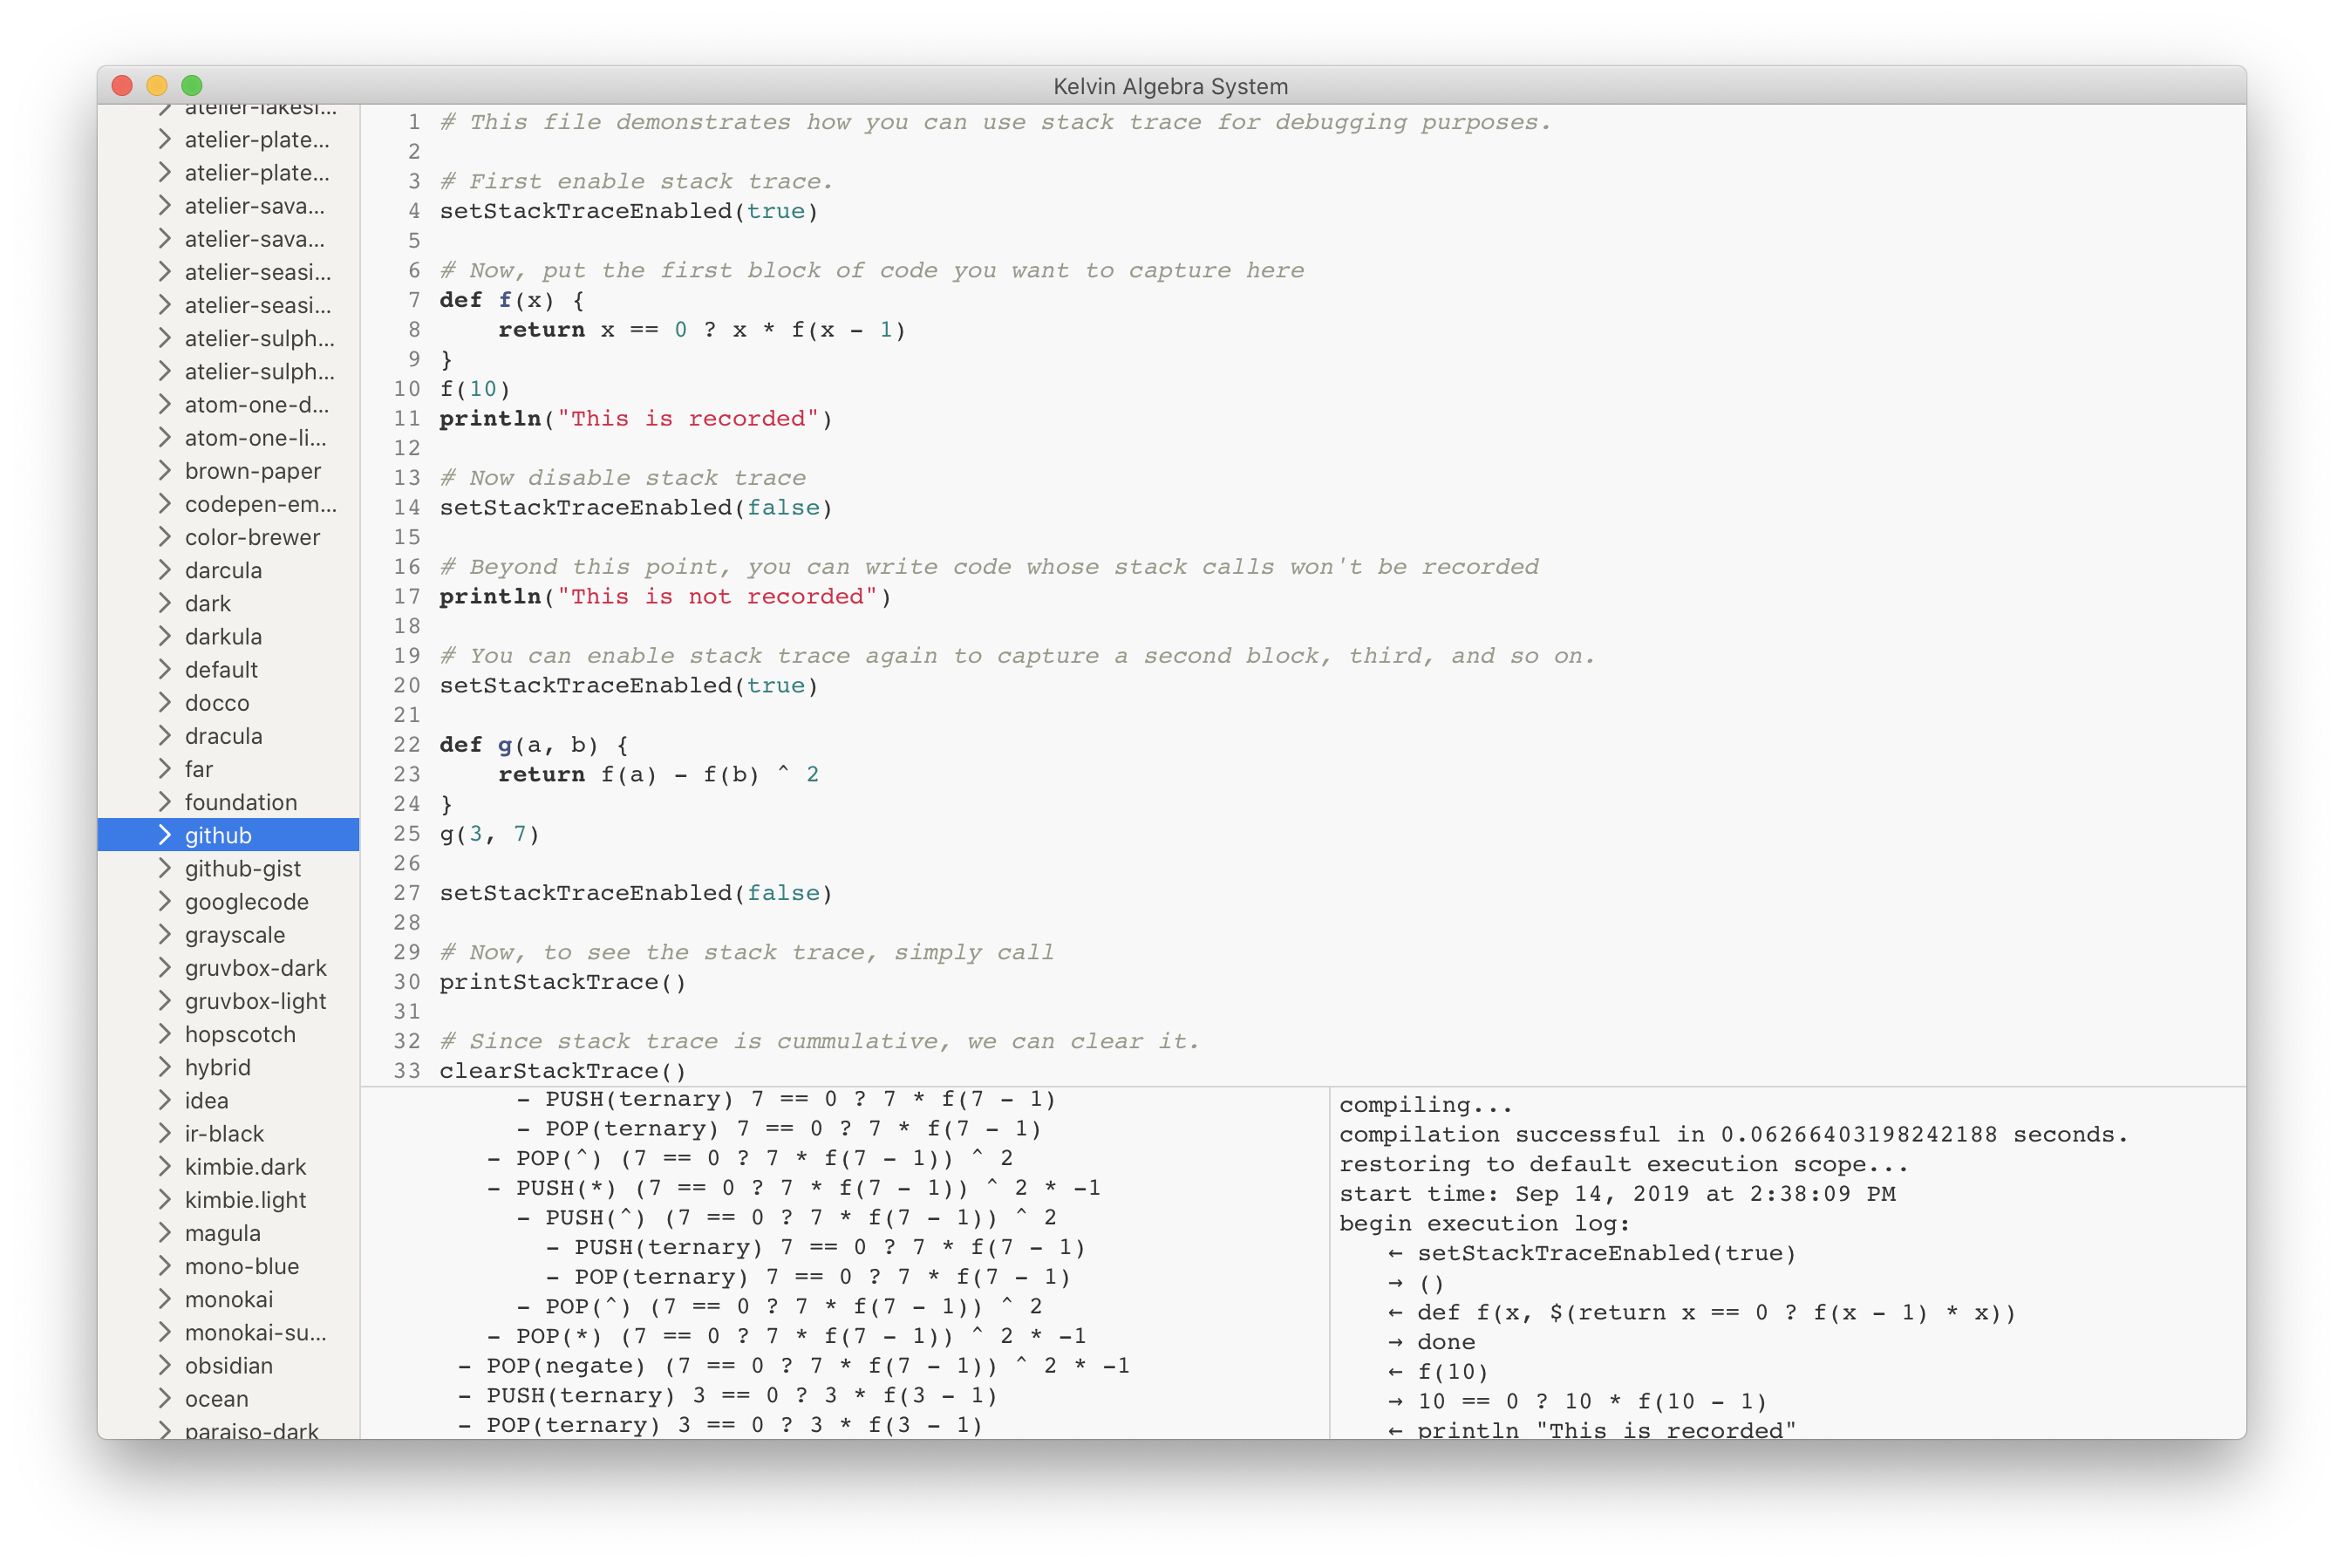 Kelvin Algebra System
atelier-lakesi...
atelier-plate...
atelier-plate...
atelier-sava...
atelier-sava...
atelier-seasi...
atelier-seasi...
atelier-sulph...
atelier-sulph...
atom-one-d...
atom-one-li...
brown-paper
codepen-em...
color-brewer
darcula
dark
darkula
default
docco
dracula
far
foundation
github
github-gist
googlecode
grayscale
gruvbox-dark
gruvbox-light
hopscotch
hybrid
idea
ir-black
kimbie.dark
kimbie.light
magula
mono-blue
monokai
monokai-su...
obsidian
ocean
paraiso-dark
1 # This file demonstrates how you can use stack trace for debugging purposes.
2
3 # First enable stack trace.
4 setStackTraceEnabled(true)
5
6 # Now, put the first block of code you want to capture here
7 def f(x) {
8     return x == 0 ? x * f(x - 1)
9 }
10 f(10)
11 println("This is recorded")
12
13 # Now disable stack trace
14 setStackTraceEnabled(false)
15
16 # Beyond this point, you can write code whose stack calls won't be recorded
17 println("This is not recorded")
18
19 # You can enable stack trace again to capture a second block, third, and so on.
20 setStackTraceEnabled(true)
21
22 def g(a, b) {
23     return f(a) - f(b) ^ 2
24 }
25 g(3, 7)
26
27 setStackTraceEnabled(false)
28
29 # Now, to see the stack trace, simply call
30 printStackTrace()
31
32 # Since stack trace is cummulative, we can clear it.
33 clearStackTrace()
- PUSH(ternary) 7 == 0 ? 7 * f(7 - 1)
- POP(ternary) 7 == 0 ? 7 * f(7 - 1)
- POP(^) (7 == 0 ? 7 * f(7 - 1)) ^ 2
- PUSH(*) (7 == 0 ? 7 * f(7 - 1)) ^ 2 * -1
- PUSH(^) (7 == 0 ? 7 * f(7 - 1)) ^ 2
- PUSH(ternary) 7 == 0 ? 7 * f(7 - 1)
- POP(ternary) 7 == 0 ? 7 * f(7 - 1)
- POP(^) (7 == 0 ? 7 * f(7 - 1)) ^ 2
- POP(*) (7 == 0 ? 7 * f(7 - 1)) ^ 2 * -1
- POP(negate) (7 == 0 ? 7 * f(7 - 1)) ^ 2 * -1
- PUSH(ternary) 3 == 0 ? 3 * f(3 - 1)
- POP(ternary) 3 == 0 ? 3 * f(3 - 1)
compiling...
compilation successful in 0.06266403198242188 seconds.
restoring to default execution scope...
start time: Sep 14, 2019 at 2:38:09 PM
begin execution log:
← setStackTraceEnabled(true)
→ ()
← def f(x, $(return x == 0 ? f(x - 1) * x))
→ done
← f(10)
→ 10 == 0 ? 10 * f(10 - 1)
← println "This is recorded"